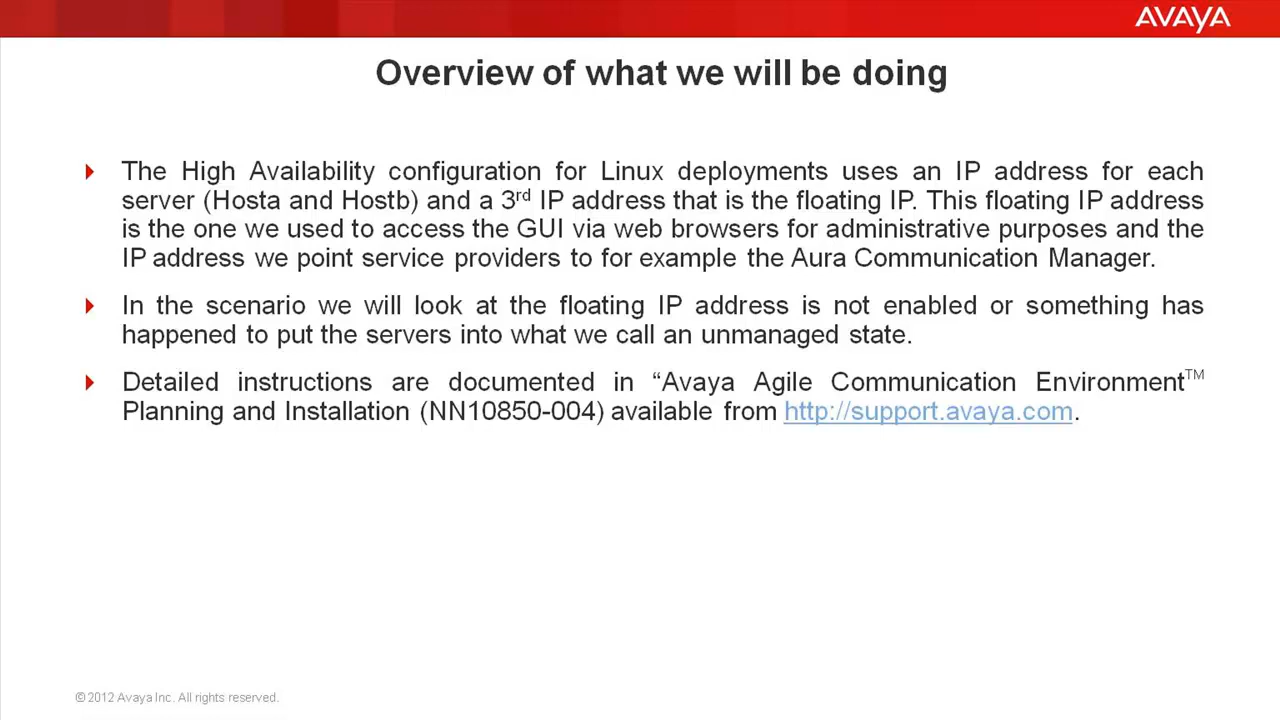 AVAYA
Overview of what we will be doing
The High Availability configuration for Linux deployments uses an IP address for each
server (Hosta and Hostb) and a 3rd IP address that is the floating IP. This floating IP address
is the one we used to access the GUI via web browsers for administrative purposes and the
IP address we point service providers to for example the Aura Communication Manager.
In the scenario we will look at the floating IP address is not enabled or something has
happened to put the servers into what we call an unmanaged state.
Detailed instructions are documented in “Avaya Agile Communication Environment™
Planning and Installation (NN10850-004) available from http://support.avaya.com.
© 2012 Avaya Inc. All rights reserved.